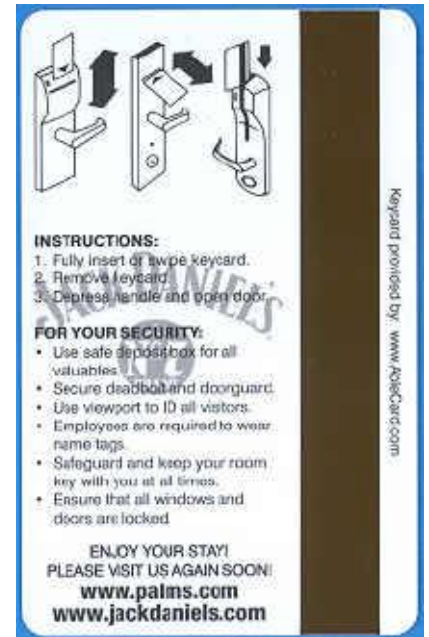 INSTRUCTIONS:
1. Fully insert or swipe keycard.
2. Remove keycard.
3. Depress handle and open door.
JACK DANIEL'S
FOR YOUR SECURITY:
• Use safe deposit box for all
valuables.
• Secure deadbolt and doorguard.
• Use viewport to ID all visitors.
• Employees are required to wear
name tags.
• Safeguard and keep your room
key with you at all times.
• Ensure that all windows and
doors are locked
ENJOY YOUR STAY!
PLEASE VISIT US AGAIN SOON!
www.palms.com
www.jackdaniels.com
Keycard provided by: www.AbleCard.com